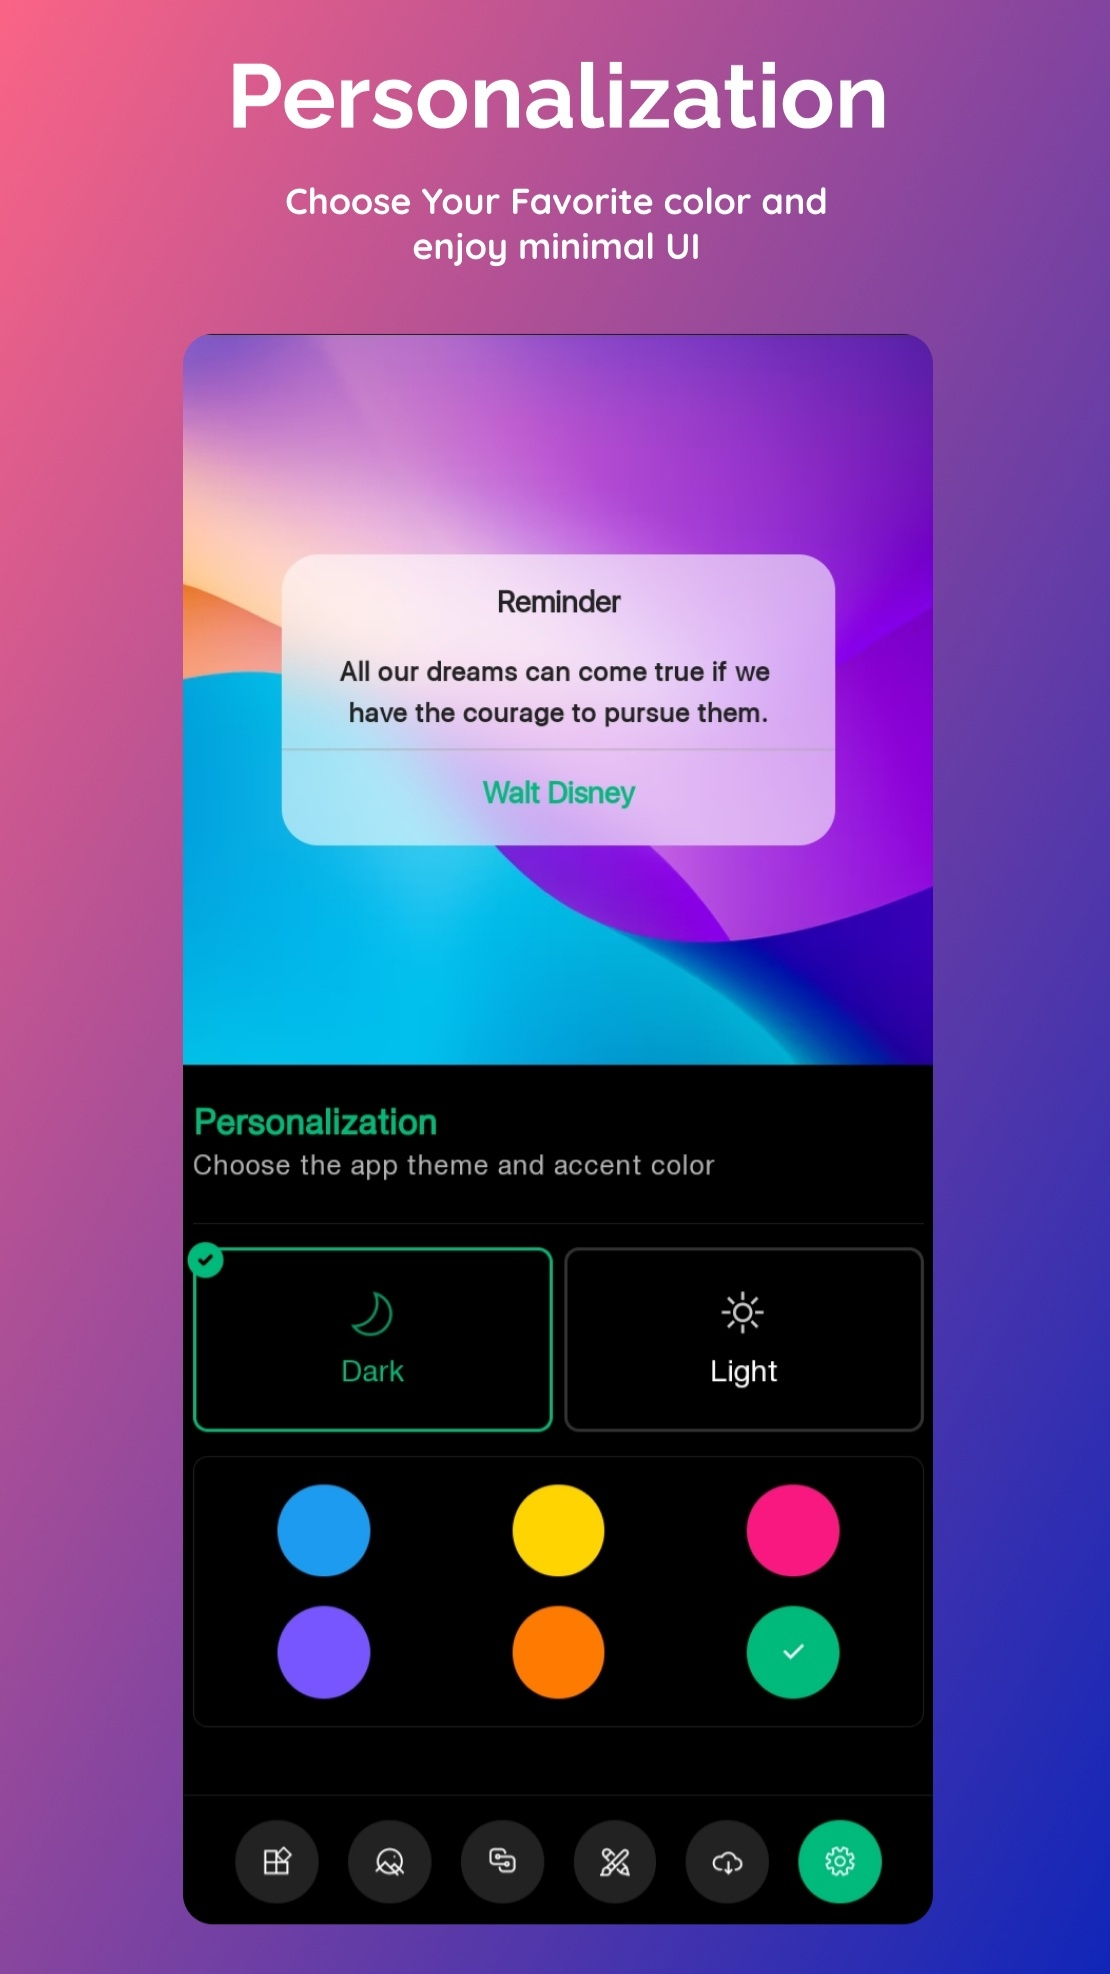 Personalization
Choose Your Favorite color and
enjoy minimal UI
Reminder
All our dreams can come true if we
have the courage to pursue them.
Walt Disney
Personalization
Choose the app theme and accent color
Dark
Light